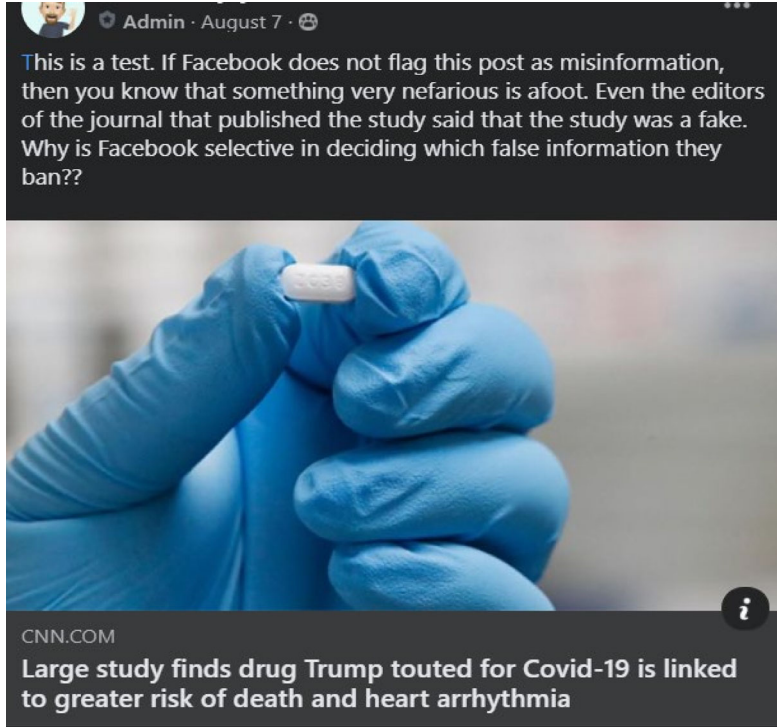 Admin · August 7 ·
This is a test. If Facebook does not flag this post as misinformation,
then you know that something very nefarious is afoot. Even the editors
of the journal that published the study said that the study was a fake.
Why is Facebook selective in deciding which false information they
ban??
CNN.COM
Large study finds drug Trump touted for Covid-19 is linked
to greater risk of death and heart arrhythmia